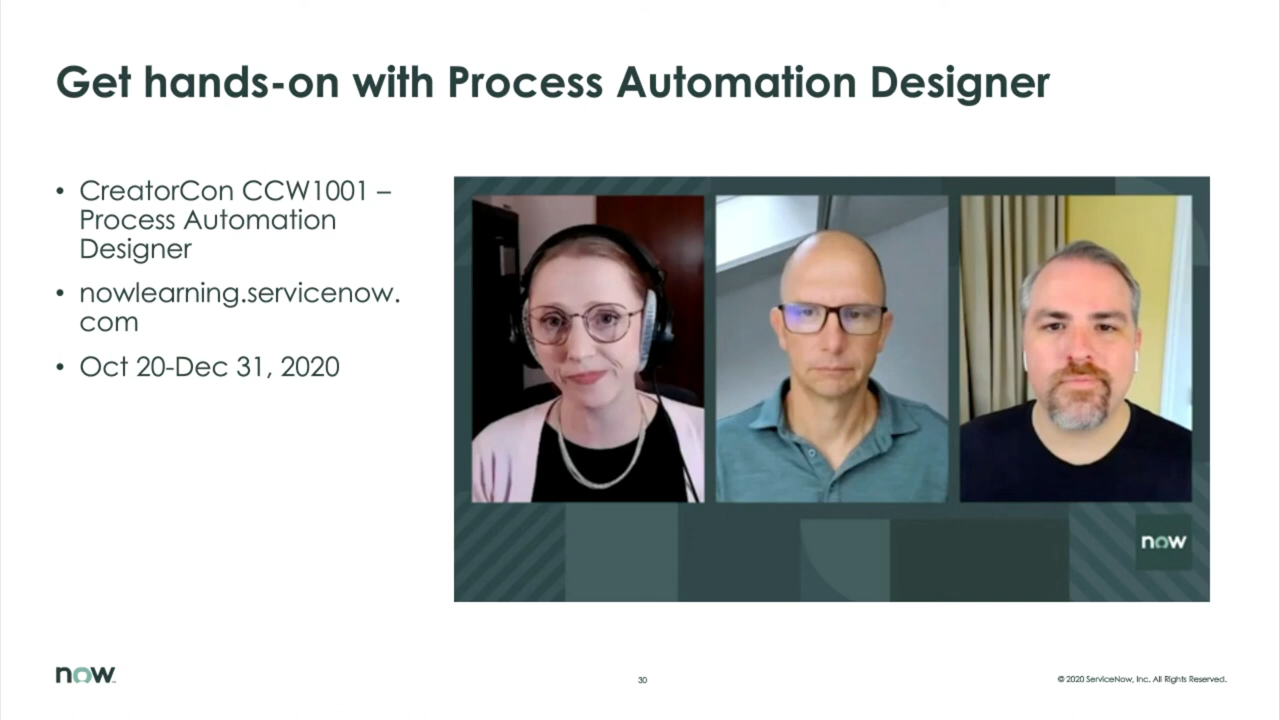 Get hands-on with Process Automation Designer
• CreatorCon CCW1001 –
Process Automation
Designer
• nowlearning.servicenow.
com
• Oct 20-Dec 31, 2020
now
now
30
© 2020 ServiceNow, Inc. All Rights Reserved.